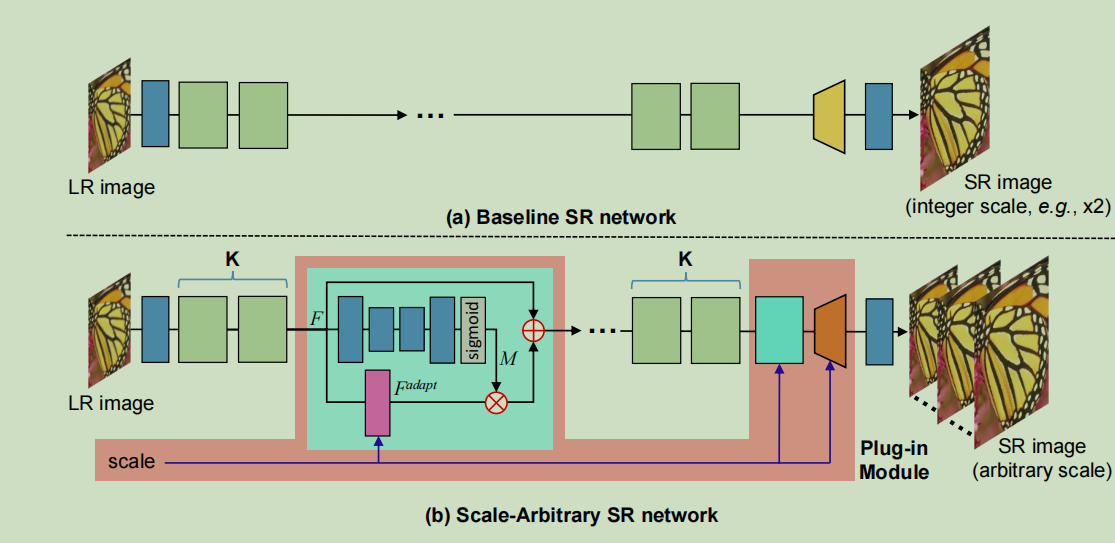 ...
LR image
SR image
(integer scale, e.g., x2)
(a) Baseline SR network
K
K
F
sigmoid
M
F^adapt
...
LR image
scale
Plug-in
Module
SR image
(arbitrary scale)
(b) Scale-Arbitrary SR network